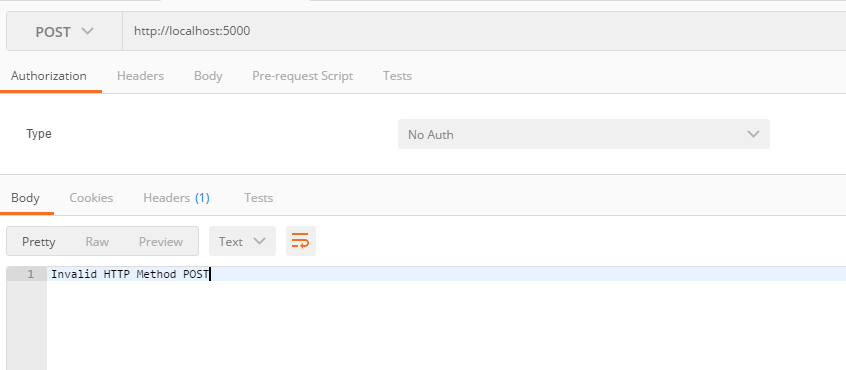 POST http://localhost:5000
Authorization Headers Body Pre-request Script Tests
Type No Auth
Body Cookies Headers (1) Tests
Pretty Raw Preview Text
1 Invalid HTTP Method POST